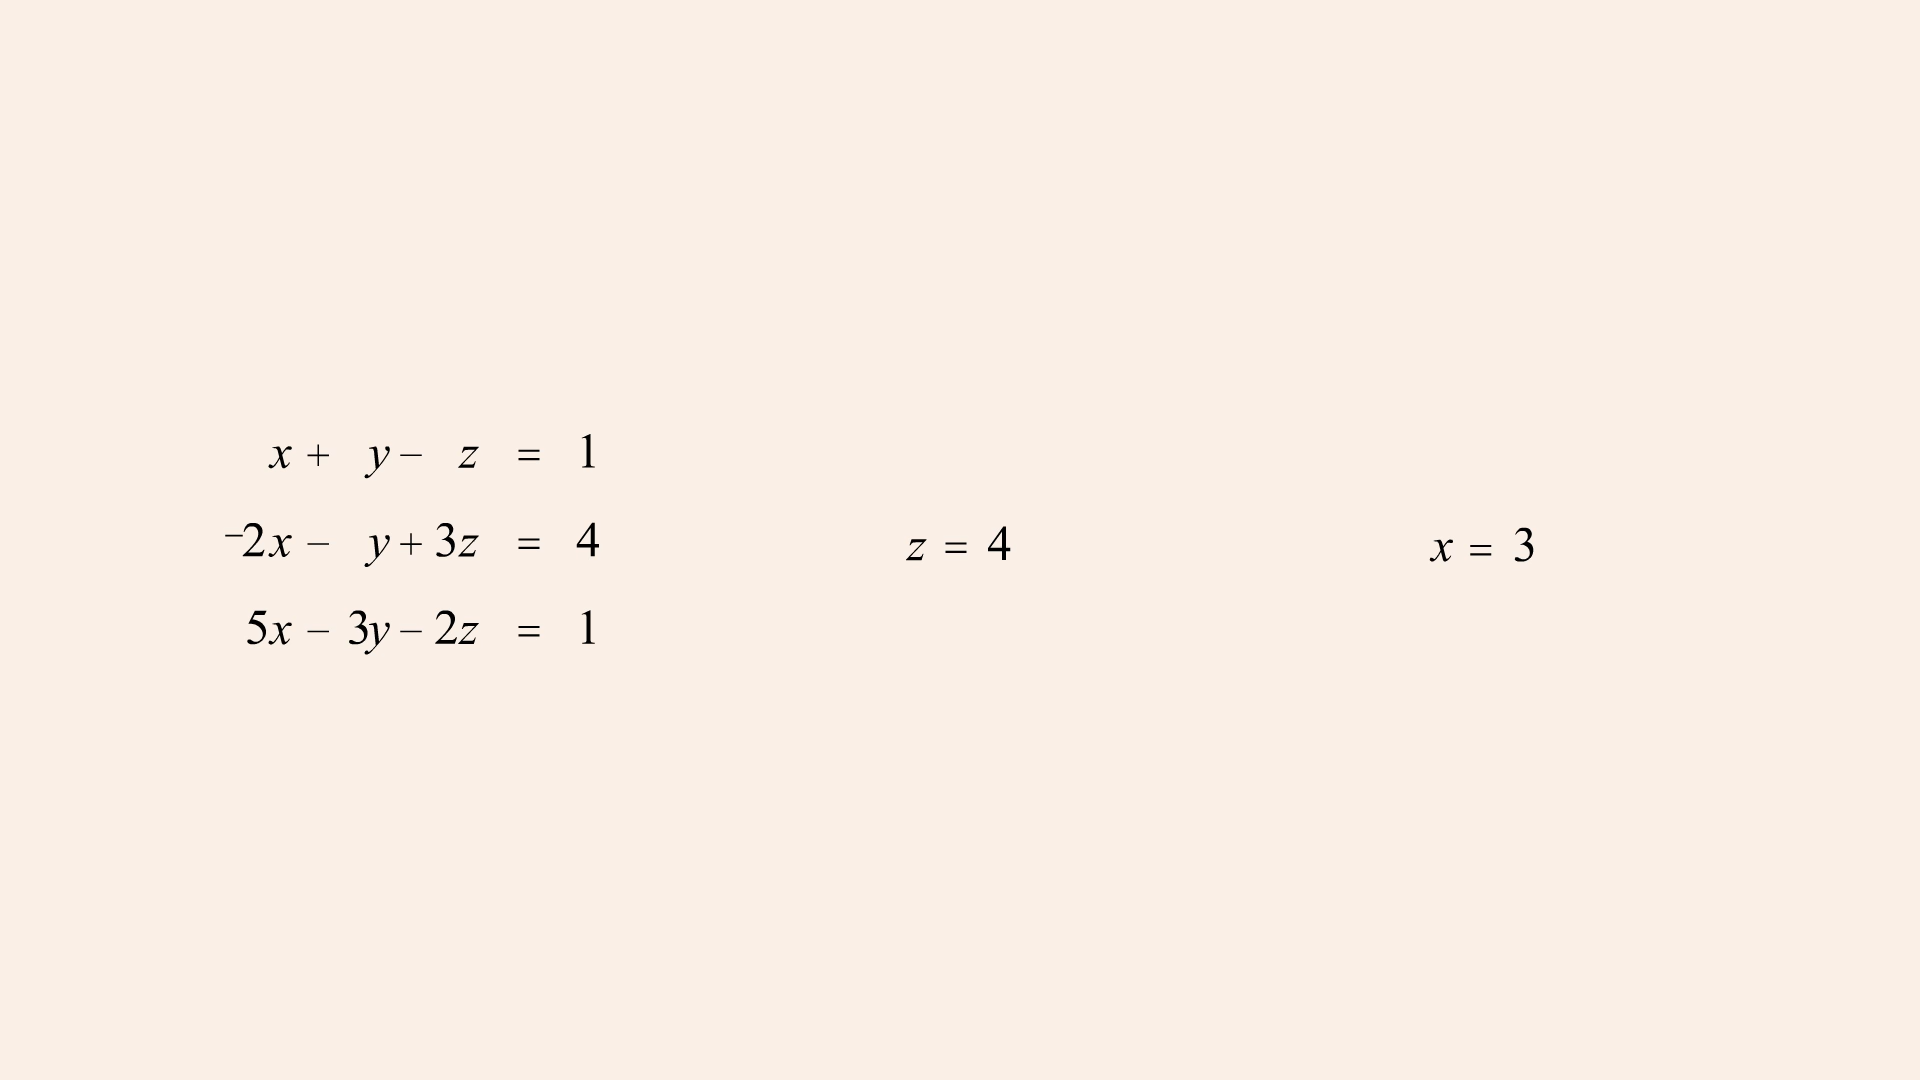 x + y − z = 1
−2x − y + 3z = 4
5x − 3y − 2z = 1
z = 4
x = 3